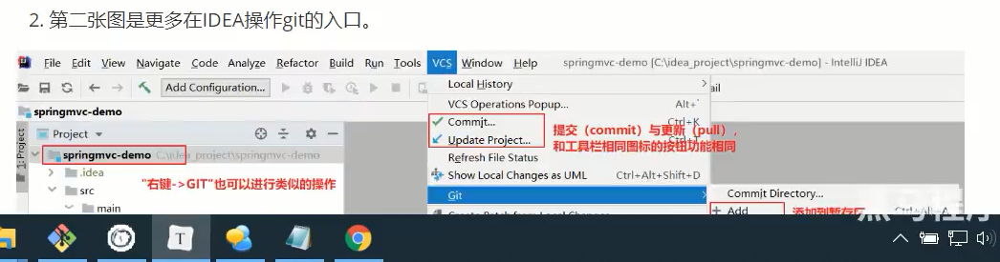 2. 第二张图是更多在IDEA操作git的入口。
File Edit View Navigate Code Analyze Refactor Build Run Tools VCS Window Help springmvc-demo [C:\idea_project\springmvc-demo] - IntelliJ IDEA
Add Configuration...
Local History
springmvc-demo
VCS Operations Popup... Alt+`
Project
Commit... Ctrl+K
提交（commit）与更新（pull），
1: Project
springmvc-demo C:\idea_project\springmvc-demo
Update Project...
和工具栏相同图标的按钮功能相同
Refresh File Status
.idea
Show Local Changes as UML Ctrl+Alt+Shift+D
"右键->GIT"也可以进行类似的操作
src
Git
Commit Directory...
main
Add 添加到暂存区 Ctrl+Alt+A
T